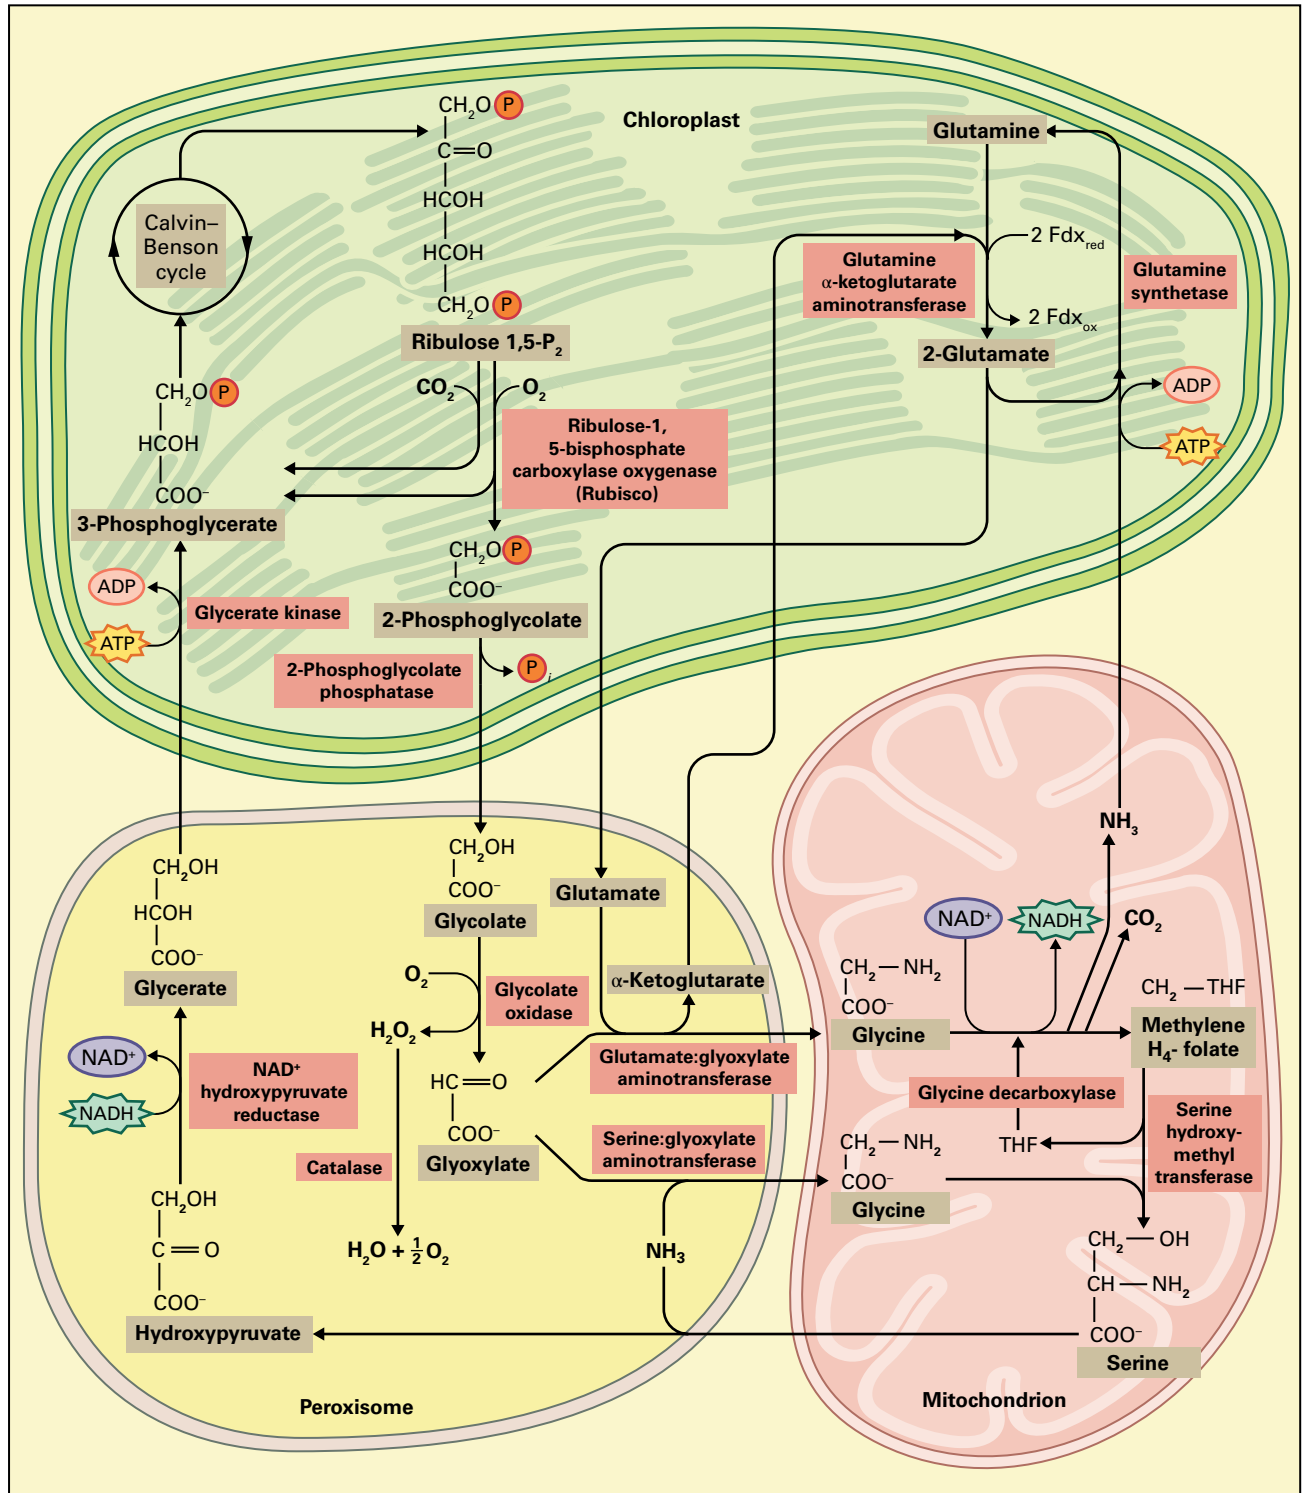 Chloroplast
CH₂O P
C=O
HCOH
HCOH
CH₂O P
Ribulose 1,5-P₂
CO₂
O₂
Ribulose-1,
5-bisphosphate
carboxylase oxygenase
(Rubisco)
Calvin–
Benson
cycle
CH₂O P
HCOH
COO⁻
3-Phosphoglycerate
ADP
ATP
Glycerate kinase
CH₂O P
COO⁻
2-Phosphoglycolate
2-Phosphoglycolate
phosphatase
P i
Glutamine
2 Fdx red
Glutamine
α-ketoglutarate
aminotransferase
2 Fdx ox
2-Glutamate
Glutamine
synthetase
ADP
ATP
CH₂OH
HCOH
COO⁻
Glycerate
NAD⁺
NADH
NAD⁺
hydroxypyruvate
reductase
CH₂OH
C=O
COO⁻
Hydroxypyruvate
CH₂OH
COO⁻
Glycolate
O₂
Glycolate
oxidase
H₂O₂
HC=O
COO⁻
Glyoxylate
Catalase
H₂O + ½ O₂
Glutamate
α-Ketoglutarate
Glutamate:glyoxylate
aminotransferase
Serine:glyoxylate
aminotransferase
NH₃
Peroxisome
NH₃
NAD⁺
NADH
CO₂
CH₂—NH₂
COO⁻
Glycine
CH₂—THF
Methylene
H₄- folate
Glycine decarboxylase
THF
Serine
hydroxy-
methyl
transferase
CH₂—NH₂
COO⁻
Glycine
CH₂—OH
CH—NH₂
COO⁻
Serine
Mitochondrion